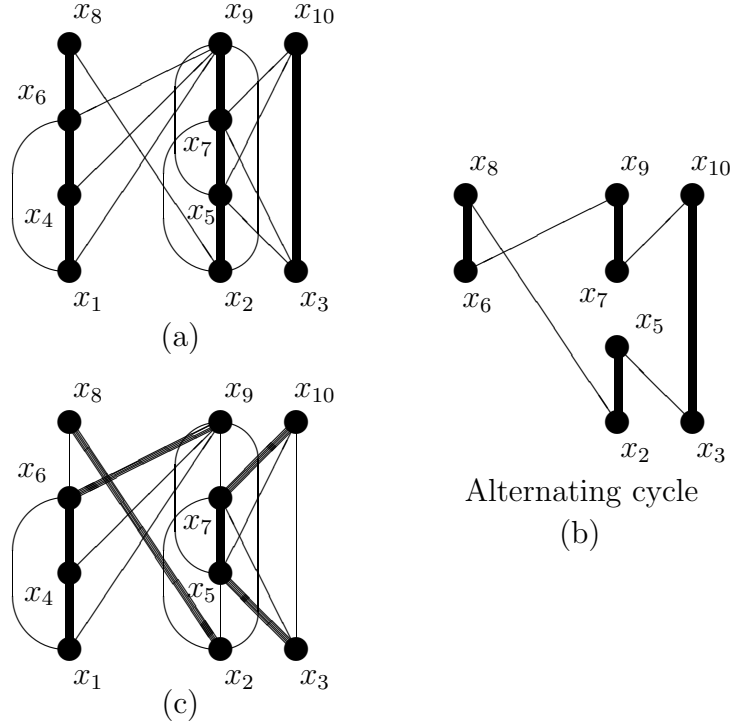 x₈ x₉ x₁₀
x₆
x₇
x₄ x₅
x₁ x₂ x₃
(a)
x₈ x₉ x₁₀
x₆ x₇
x₅
x₂ x₃
Alternating cycle
(b)
x₈ x₉ x₁₀
x₆
x₇
x₄ x₅
x₁ x₂ x₃
(c)